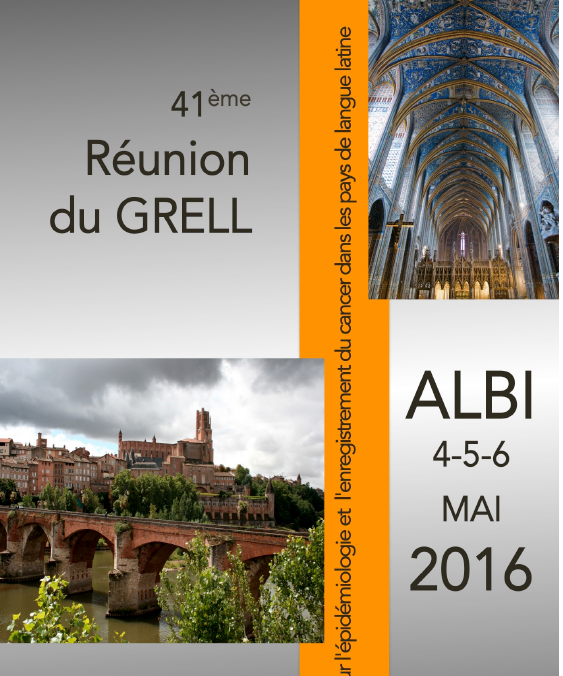 41ème
Réunion
du GRELL
r l'épidémiologie et l'enregistrement du cancer dans les pays de langue latine
ALBI
4-5-6
MAI
2016